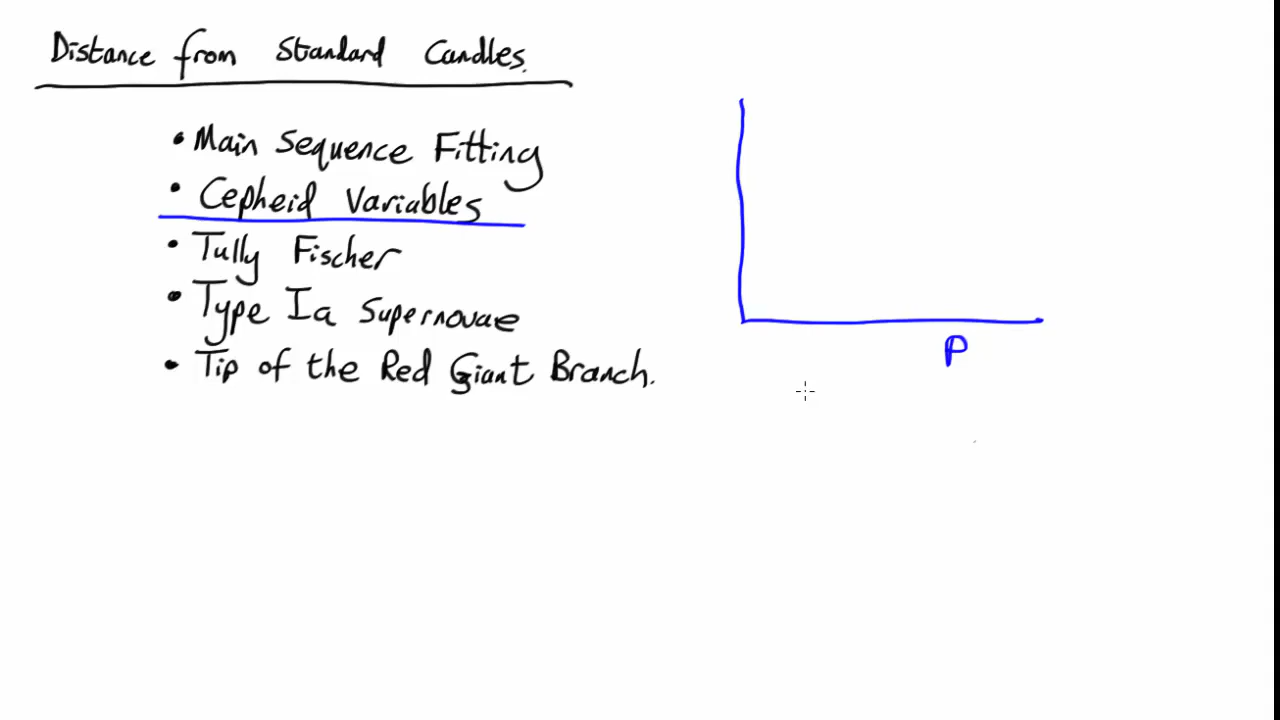 Distance from Standard Candles.
• Main Sequence Fitting
• Cepheid Variables
• Tully Fischer
• Type Ia Supernovae
• Tip of the Red Giant Branch.
P